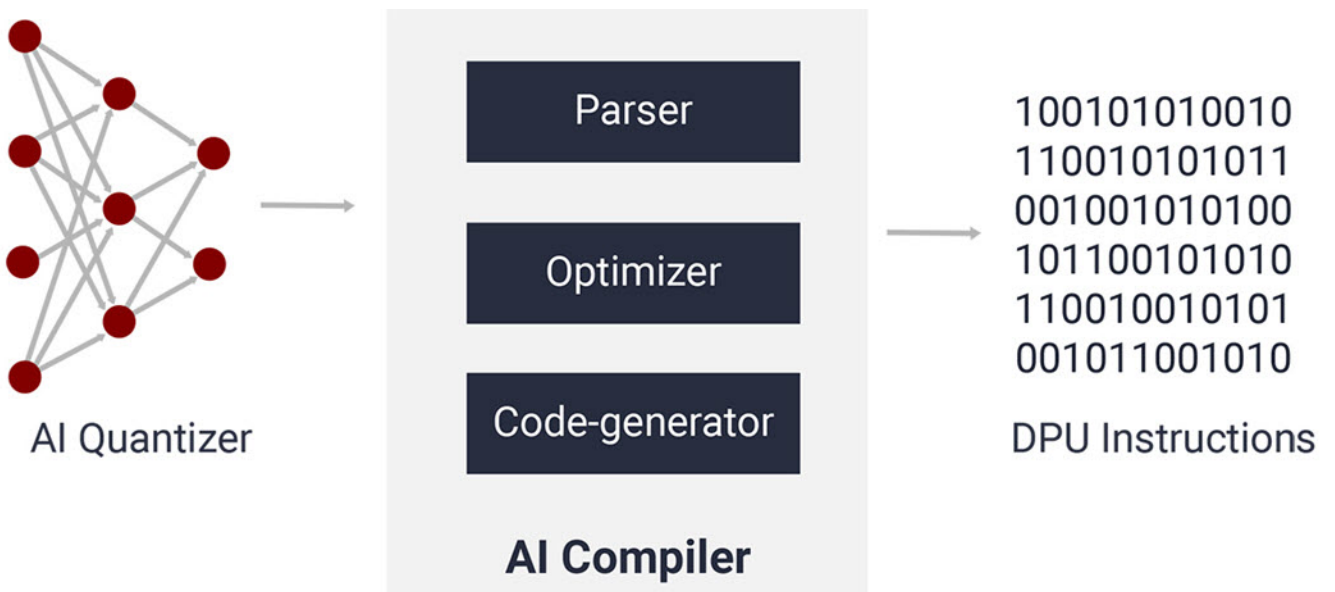 Parser
Optimizer
Code-generator
AI Compiler
AI Quantizer
100101010010
110010101011
001001010100
101100101010
110010010101
001011001010
DPU Instructions